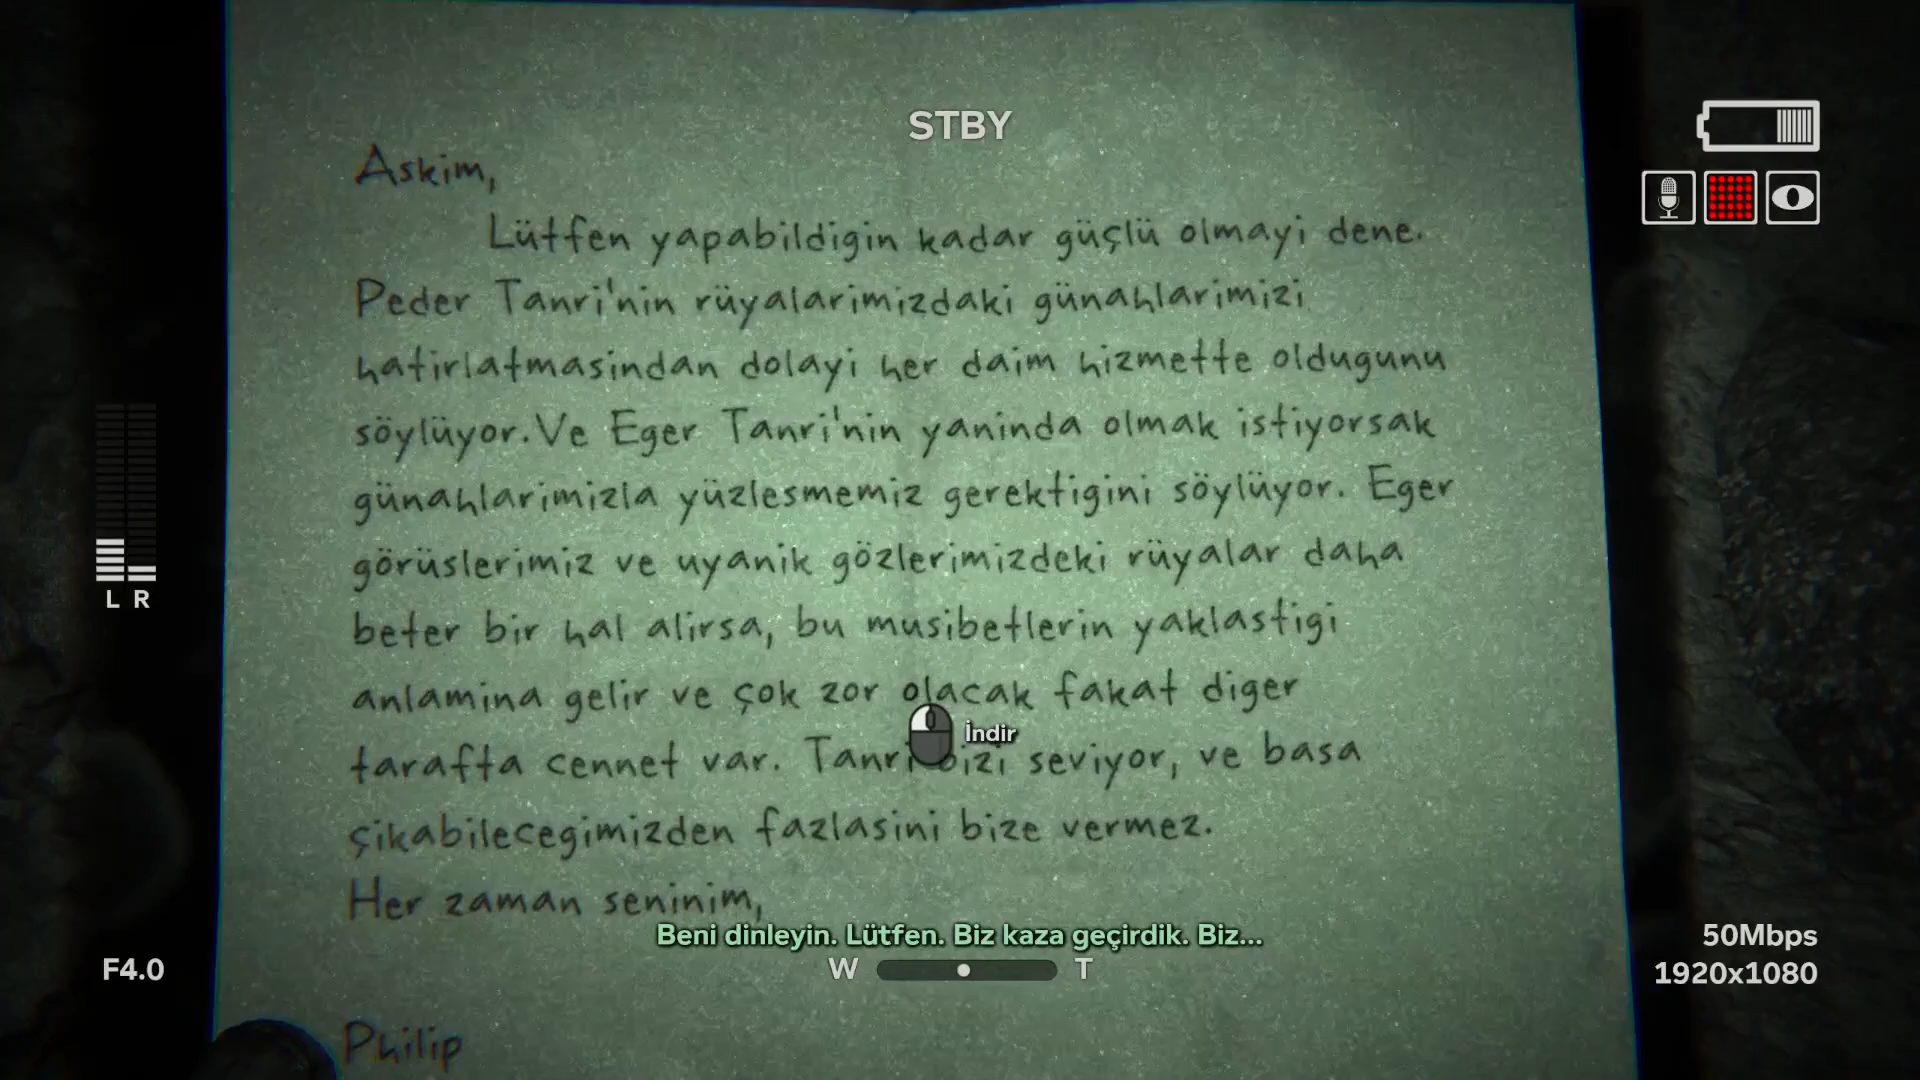 STBY
Askim,
Lütfen yapabildigin kadar güçlü olmayi dene.
Peder Tanri'nin rüyalarimizdaki günahlarimizi
hatirlatmasindan dolayi her daim hizmette oldugunu
söylüyor. Ve Eger Tanri'nin yaninda olmak istiyorsak
günahlarimizla yüzlesmemiz gerektigini söylüyor. Eger
görüslerimiz ve uyanik gözlerimizdeki rüyalar daha
beter bir hal alirsa, bu musibetlerin yaklastigi
anlamina gelir ve çok zor olacak fakat diger
İndir
tarafta cennet var. Tanri bizi seviyor, ve basa
çikabilecegimizden fazlasini bize vermez.
Her zaman seninim,
Philip
Beni dinleyin. Lütfen. Biz kaza geçirdik. Biz...
L R
F4.0
W T
50Mbps
1920x1080